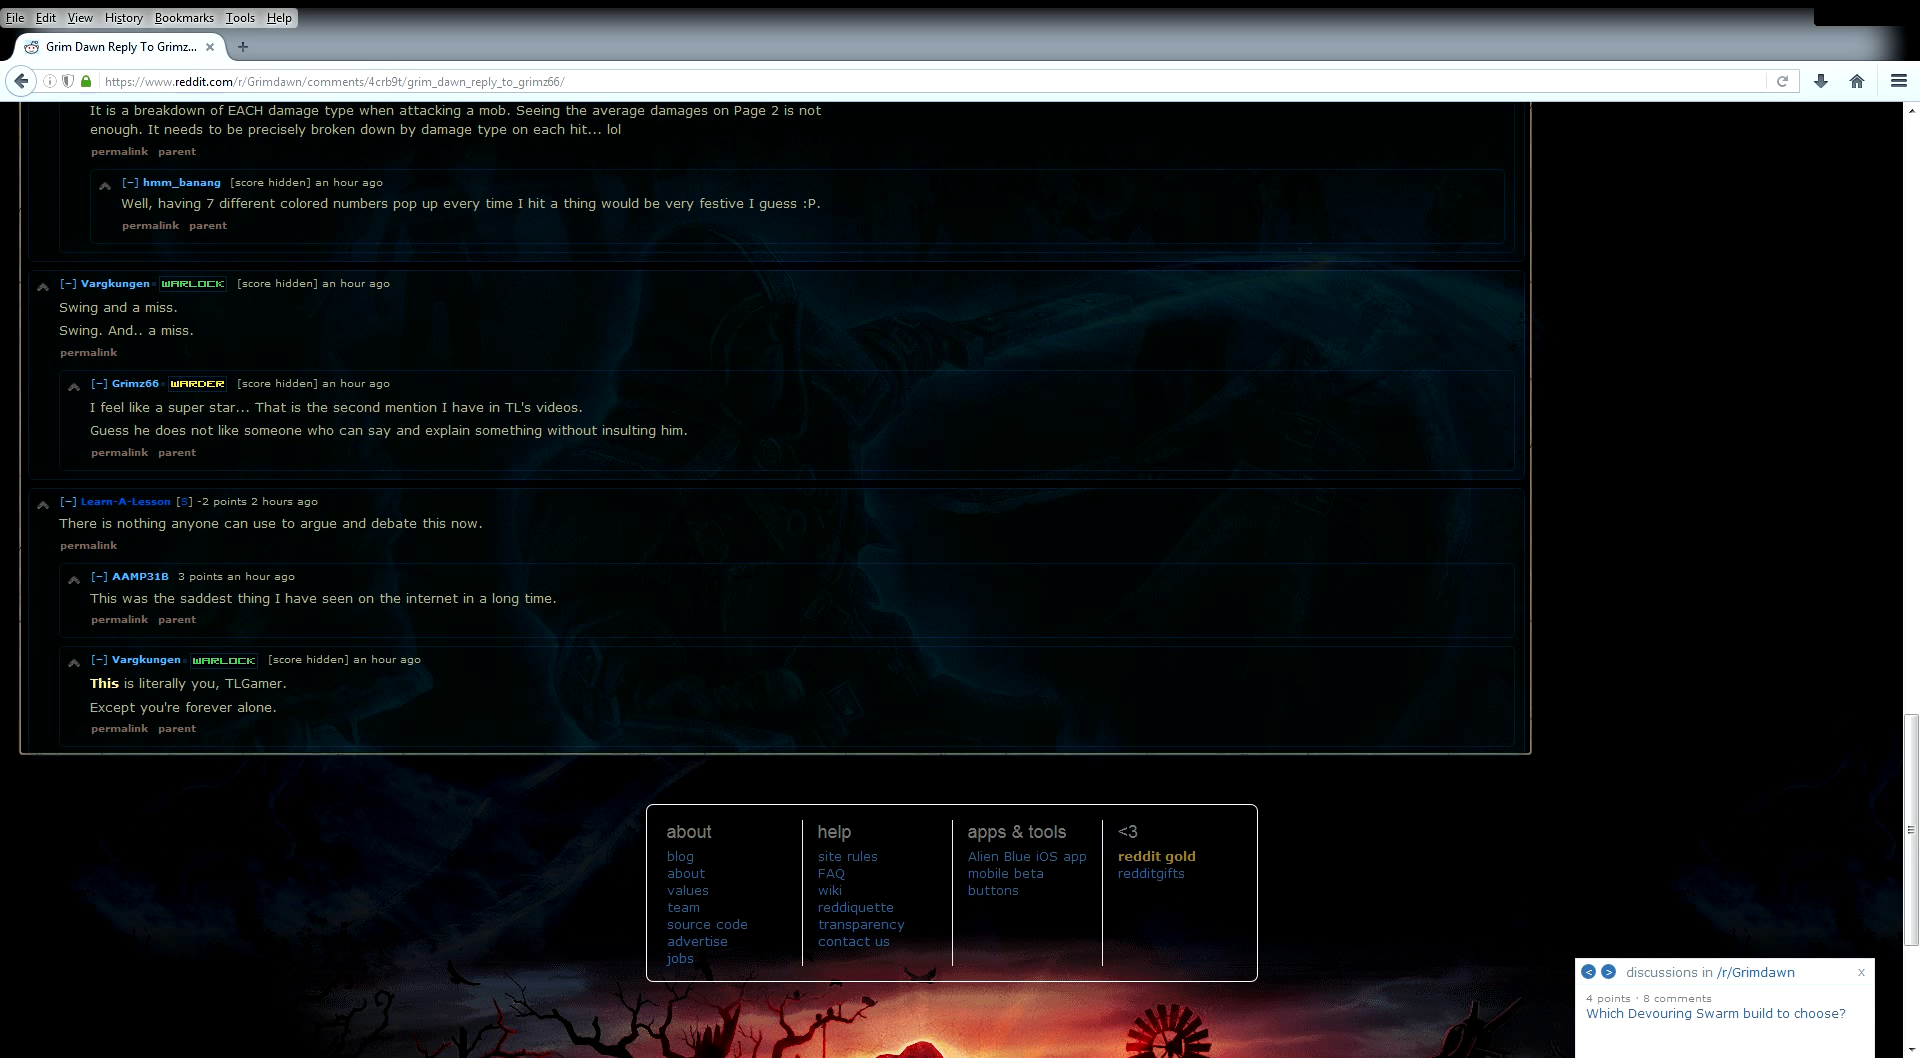 File Edit View History Bookmarks Tools Help
Grim Dawn Reply To Grimz...
https://www.reddit.com/r/Grimdawn/comments/4crb9t/grim_dawn_reply_to_grimz66/
It is a breakdown of EACH damage type when attacking a mob. Seeing the average damages on Page 2 is not
enough. It needs to be precisely broken down by damage type on each hit... lol
permalink parent
[–] hmm_banang [score hidden] an hour ago
Well, having 7 different colored numbers pop up every time I hit a thing would be very festive I guess :P.
permalink parent
[–] Vargkungen WARLOCK [score hidden] an hour ago
Swing and a miss.
Swing. And.. a miss.
permalink
[–] Grimz66 WARDER [score hidden] an hour ago
I feel like a super star... That is the second mention I have in TL's videos.
Guess he does not like someone who can say and explain something without insulting him.
permalink parent
[–] Learn-A-Lesson [S] -2 points 2 hours ago
There is nothing anyone can use to argue and debate this now.
permalink
[–] AAMP31B 3 points an hour ago
This was the saddest thing I have seen on the internet in a long time.
permalink parent
[–] Vargkungen WARLOCK [score hidden] an hour ago
This is literally you, TLGamer.
Except you're forever alone.
permalink parent
about
blog
about
values
team
source code
advertise
jobs
help
site rules
FAQ
wiki
reddiquette
transparency
contact us
apps & tools
Alien Blue iOS app
mobile beta
buttons
<3
reddit gold
redditgifts
< > discussions in /r/Grimdawn x
4 points · 8 comments
Which Devouring Swarm build to choose?